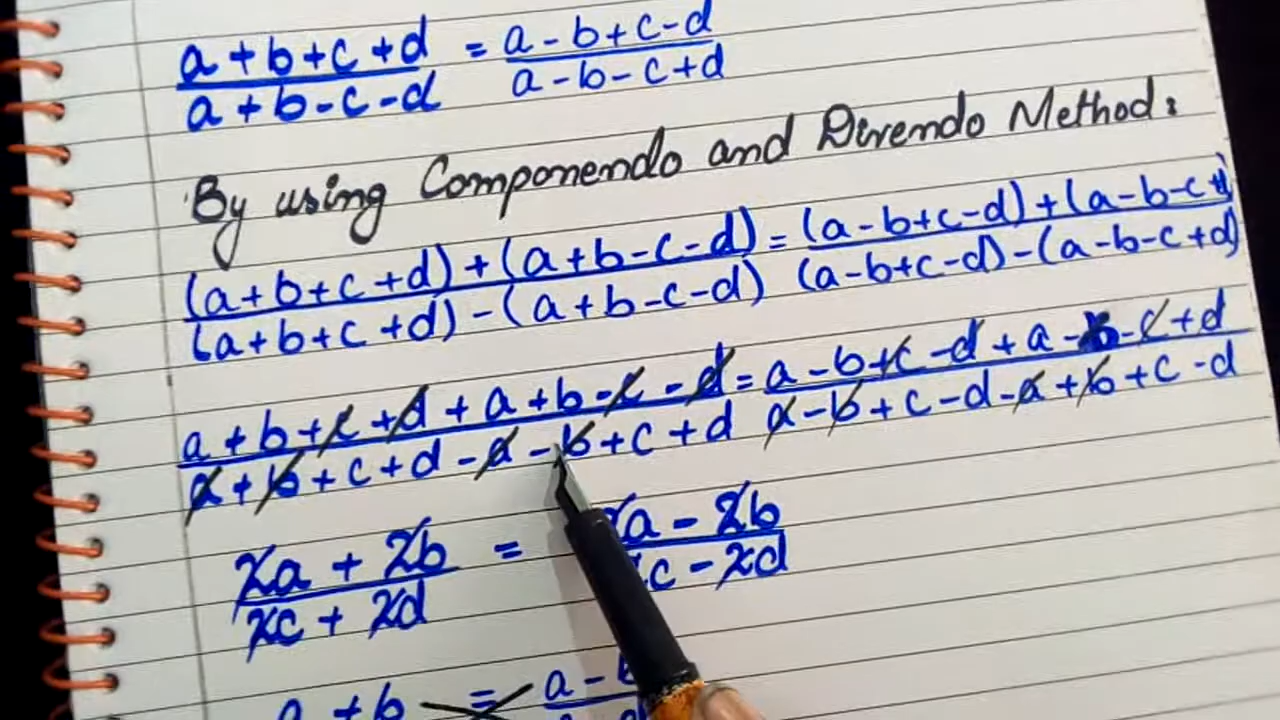 a+b+c+d = a-b+c-d
a+b-c-d a-b-c+d
By using Componendo and Divendo Method:
(a+b+c+d)+(a+b-c-d) = (a-b+c-d)+(a-b-c+d)
(a+b+c+d)-(a+b-c-d) (a-b+c-d)-(a-b-c+d)
a+b+c+d+a+b-c-d = a-b+c-d+a-b-c+d
a+b+c+d-a-b+c+d a-b+c-d-a+b+c-d
2a+2b = 2a-2b
2c+2d 2c-2d
a+b = a-b